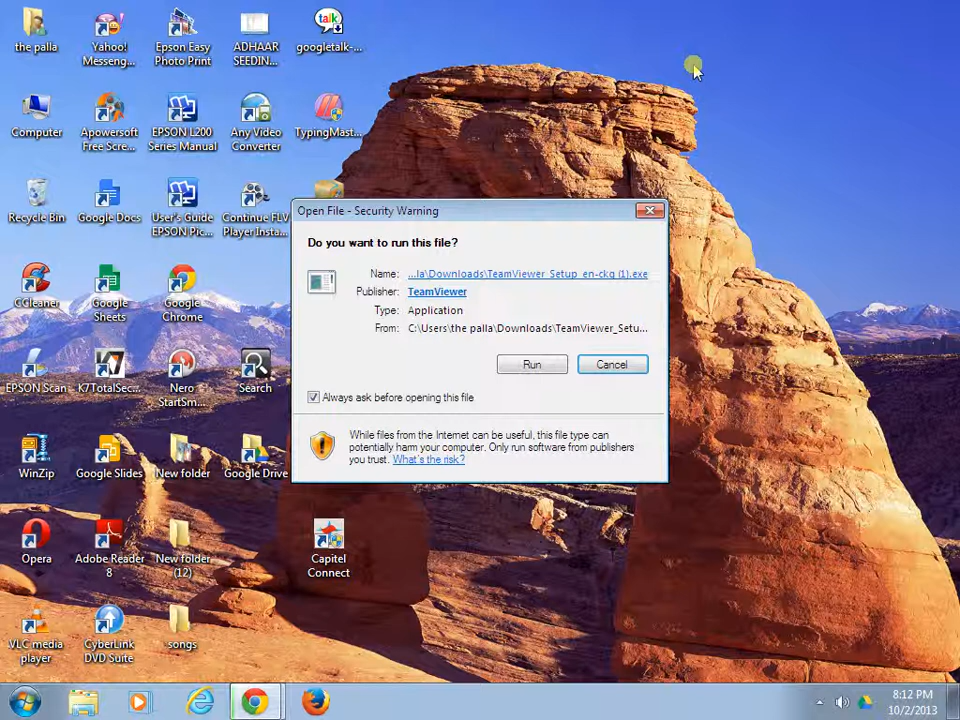 the palla
Yahoo!
Messeng...
Epson Easy
Photo Print
ADHAAR
SEEDIN...
talk
googletalk-...
Computer
Apowersoft
Free Scre...
EPSON L200
Series Manual
Any Video
Converter
TypingMast...
Recycle Bin
Google Docs
User's Guide
EPSON Pic...
Continue FLV
Player Insta...
CCleaner
Google
Sheets
Google
Chrome
EPSON Scan
K7TotalSec...
Nero
StartSm...
Search
WinZip
Google Slides
New folder
Google Drive
Opera
Adobe Reader
8
New folder
(12)
Capitel
Connect
VLC media
player
CyberLink
DVD Suite
songs
Open File - Security Warning
Do you want to run this file?
Name: ...la\Downloads\TeamViewer_Setup_en-ckq (1).exe
Publisher: TeamViewer
Type: Application
From: C:\Users\the palla\Downloads\TeamViewer_Setu...
Run Cancel
Always ask before opening this file
While files from the Internet can be useful, this file type can
potentially harm your computer. Only run software from publishers
you trust. What's the risk?
8:12 PM
10/2/2013